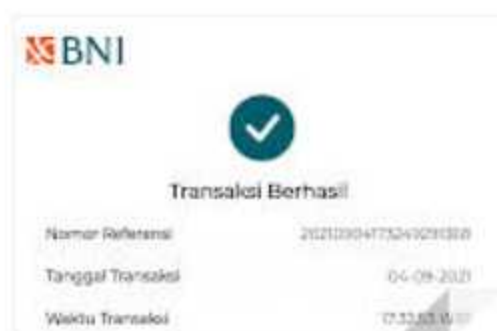 BNI
Transaksi Berhasil
Nomor Referensi
Tanggal Transaksi 04-09-2021
Waktu Transaksi